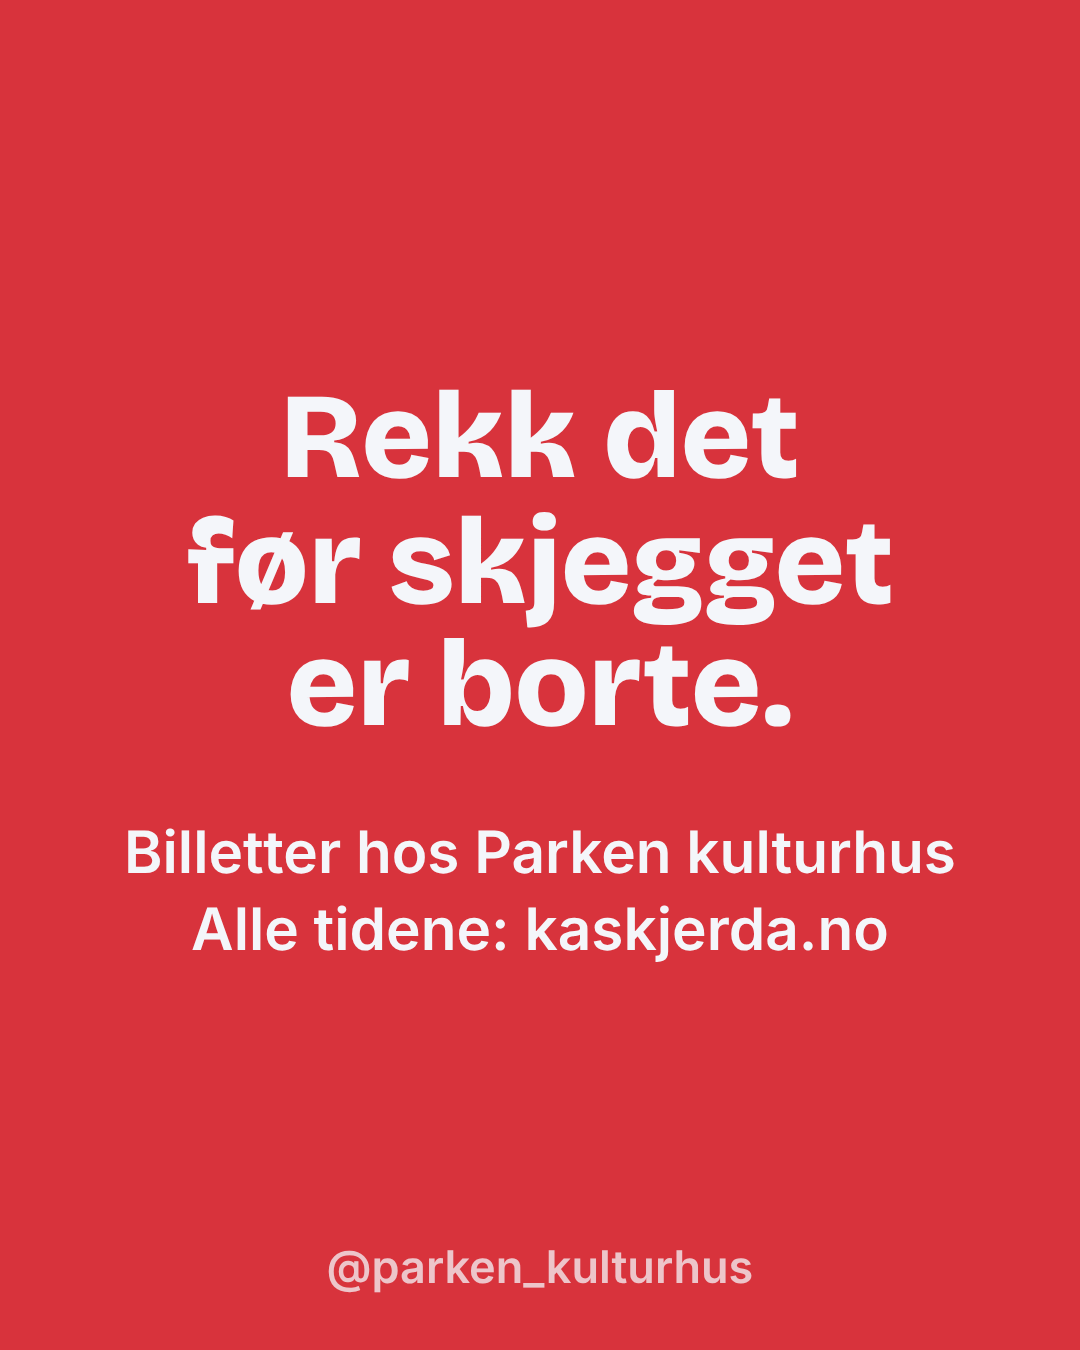 Rekk det
før skjegget
er borte.
Billetter hos Parken kulturhus
Alle tidene: kaskjerda.no
@parken_kulturhus